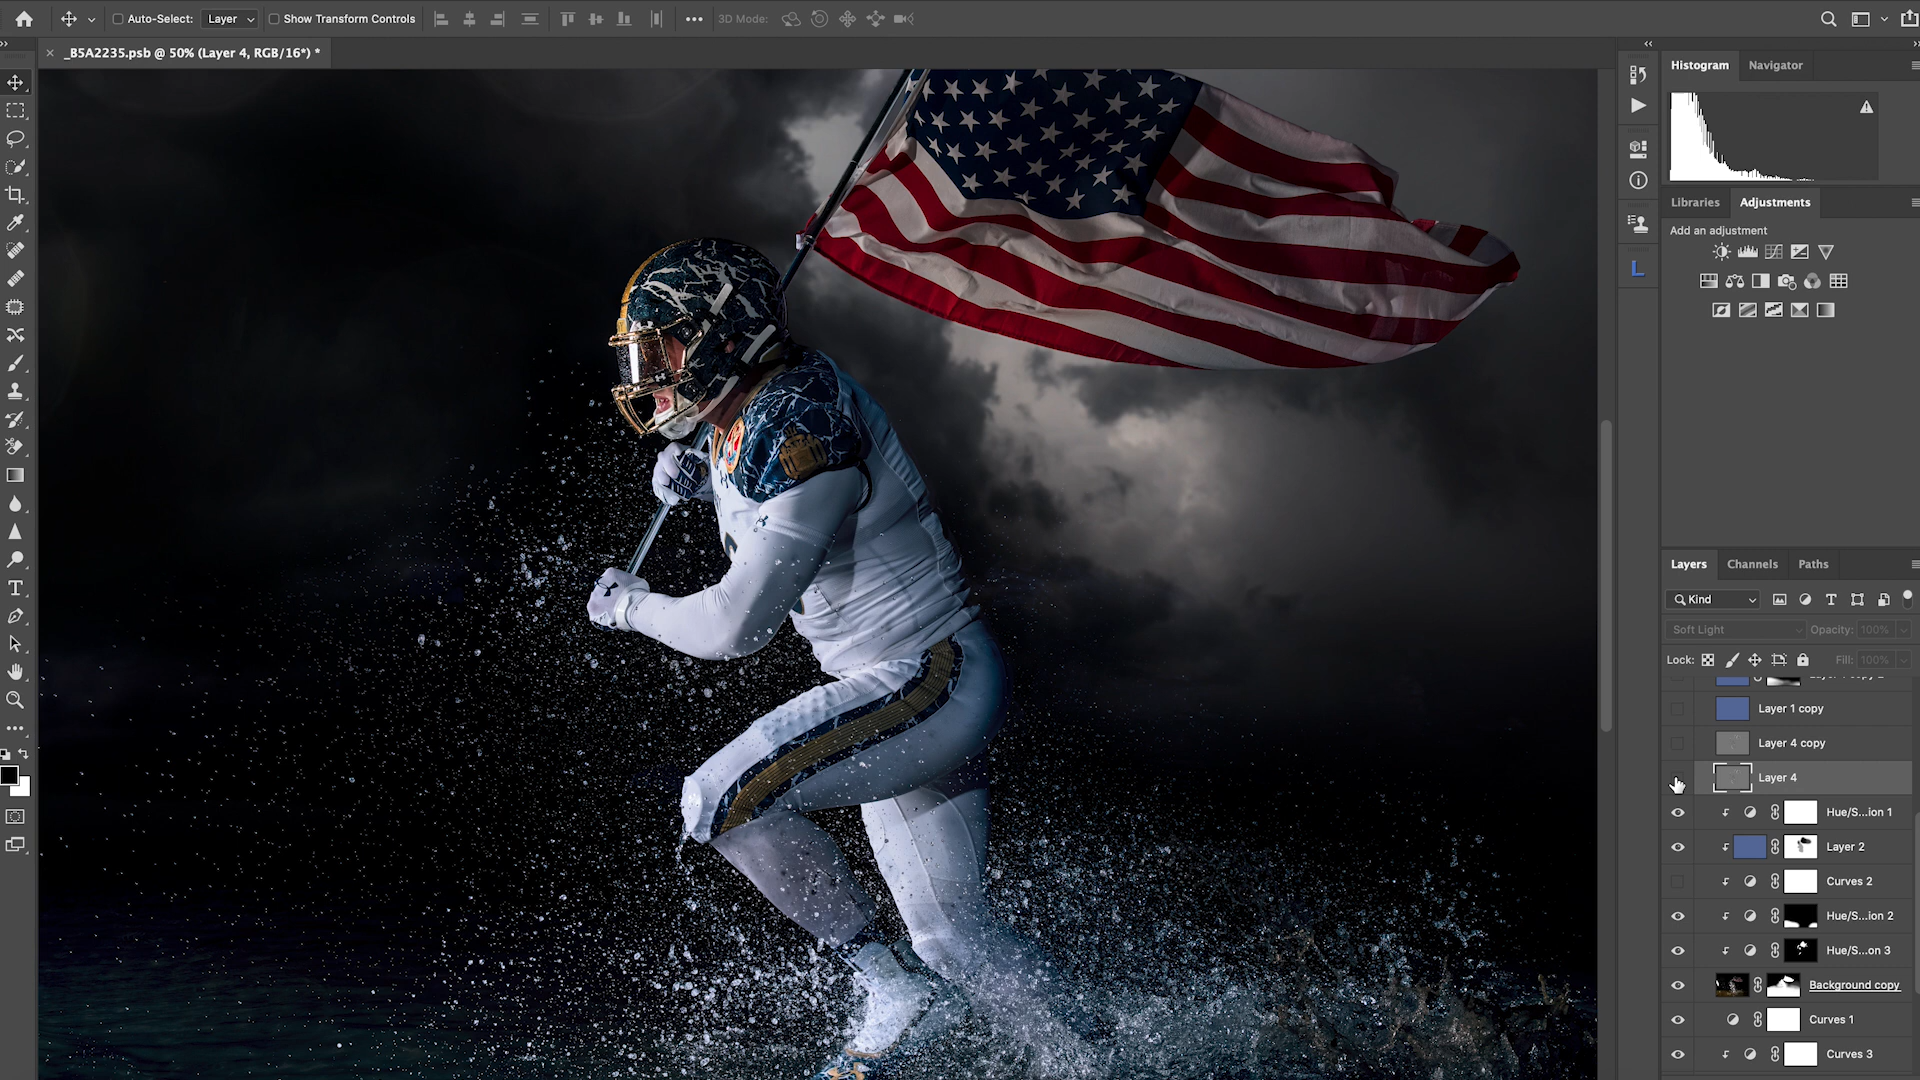 Auto-Select: Layer Show Transform Controls 3D Mode:
_B5A2235.psb @ 50% (Layer 4, RGB/16*) *
Histogram Navigator
Libraries Adjustments
Add an adjustment
Layers Channels Paths
Kind
Soft Light Opacity: 100%
Lock: Fill: 100%
Layer 1 copy
Layer 4 copy
Layer 4
Hue/S...ion 1
Layer 2
Curves 2
Hue/S...ion 2
Hue/S...on 3
Background copy
Curves 1
Curves 3